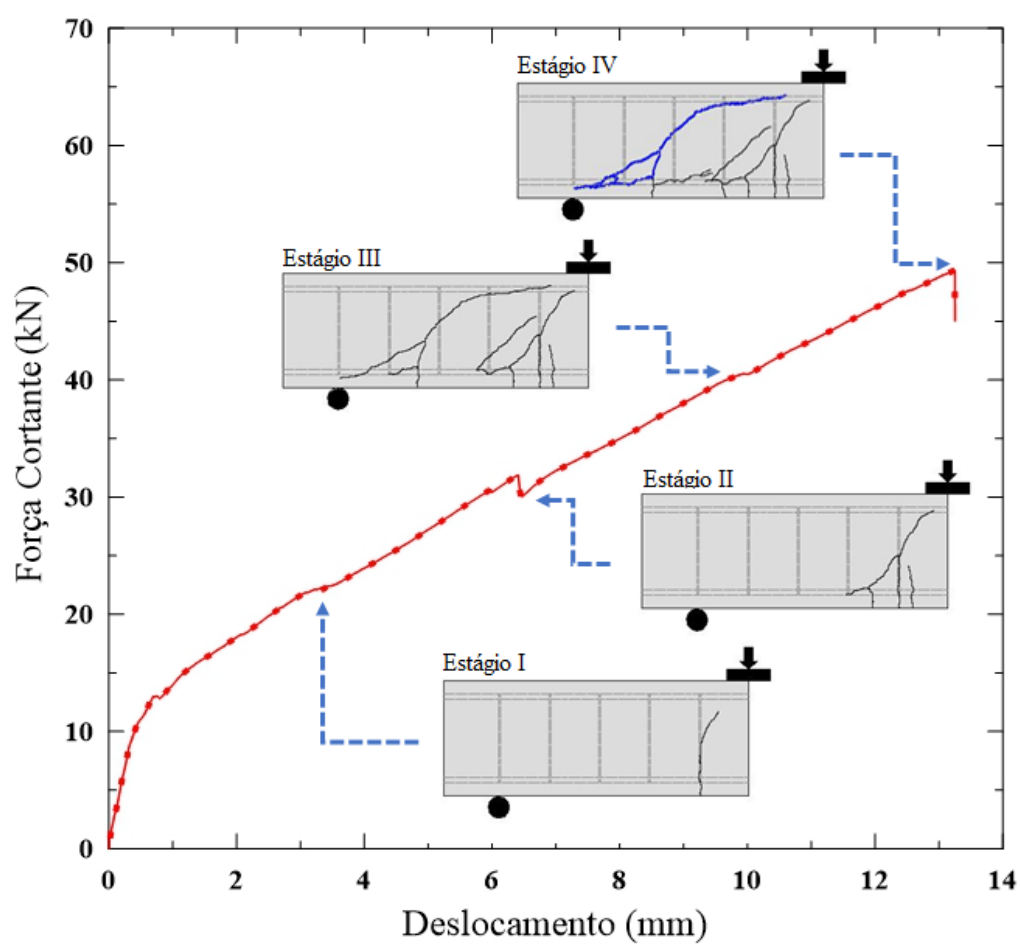 70
60
50
40
30
20
10
0
Força Cortante (kN)
Estágio IV
Estágio III
Estágio II
Estágio I
0 2 4 6 8 10 12 14
Deslocamento (mm)